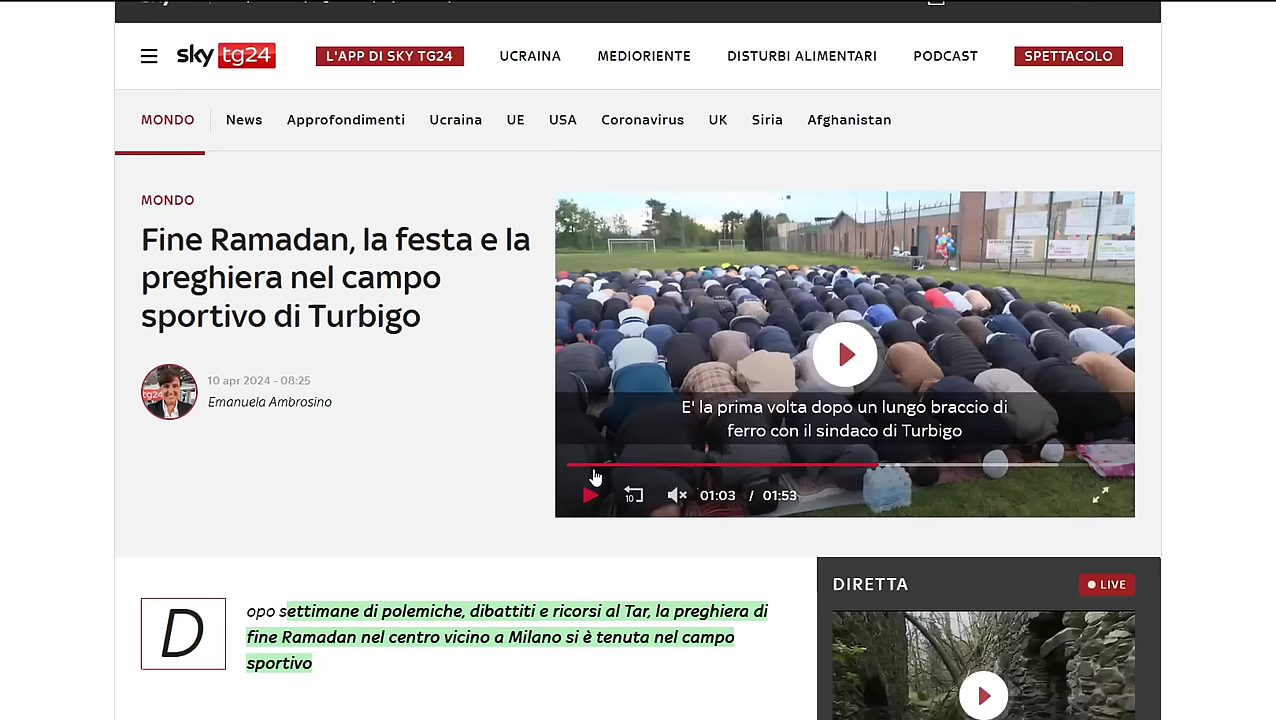 sky tg24
L'APP DI SKY TG24
UCRAINA
MEDIORIENTE
DISTURBI ALIMENTARI
PODCAST
SPETTACOLO
MONDO
News
Approfondimenti
Ucraina
UE
USA
Coronavirus
UK
Siria
Afghanistan
MONDO
Fine Ramadan, la festa e la
preghiera nel campo
sportivo di Turbigo
10 apr 2024 - 08:25
Emanuela Ambrosino
E' la prima volta dopo un lungo braccio di
ferro con il sindaco di Turbigo
10
01:03 / 01:53
Dopo settimane di polemiche, dibattiti e ricorsi al Tar, la preghiera di
fine Ramadan nel centro vicino a Milano si è tenuta nel campo
sportivo
DIRETTA
LIVE